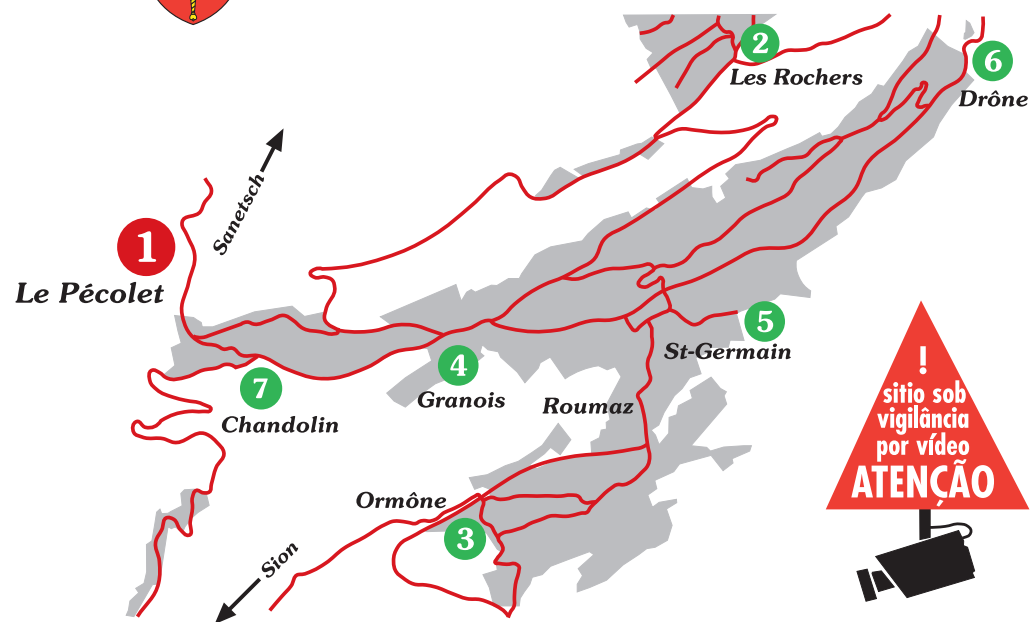 2
Les Rochers
6
Drône
Sanetsch
1
Le Pécolet
5
St-Germain
4
Granois
7
Chandolin
Roumaz
Ormône
3
Sion
!
sitio sob
vigilância
por vídeo
ATENÇÃO